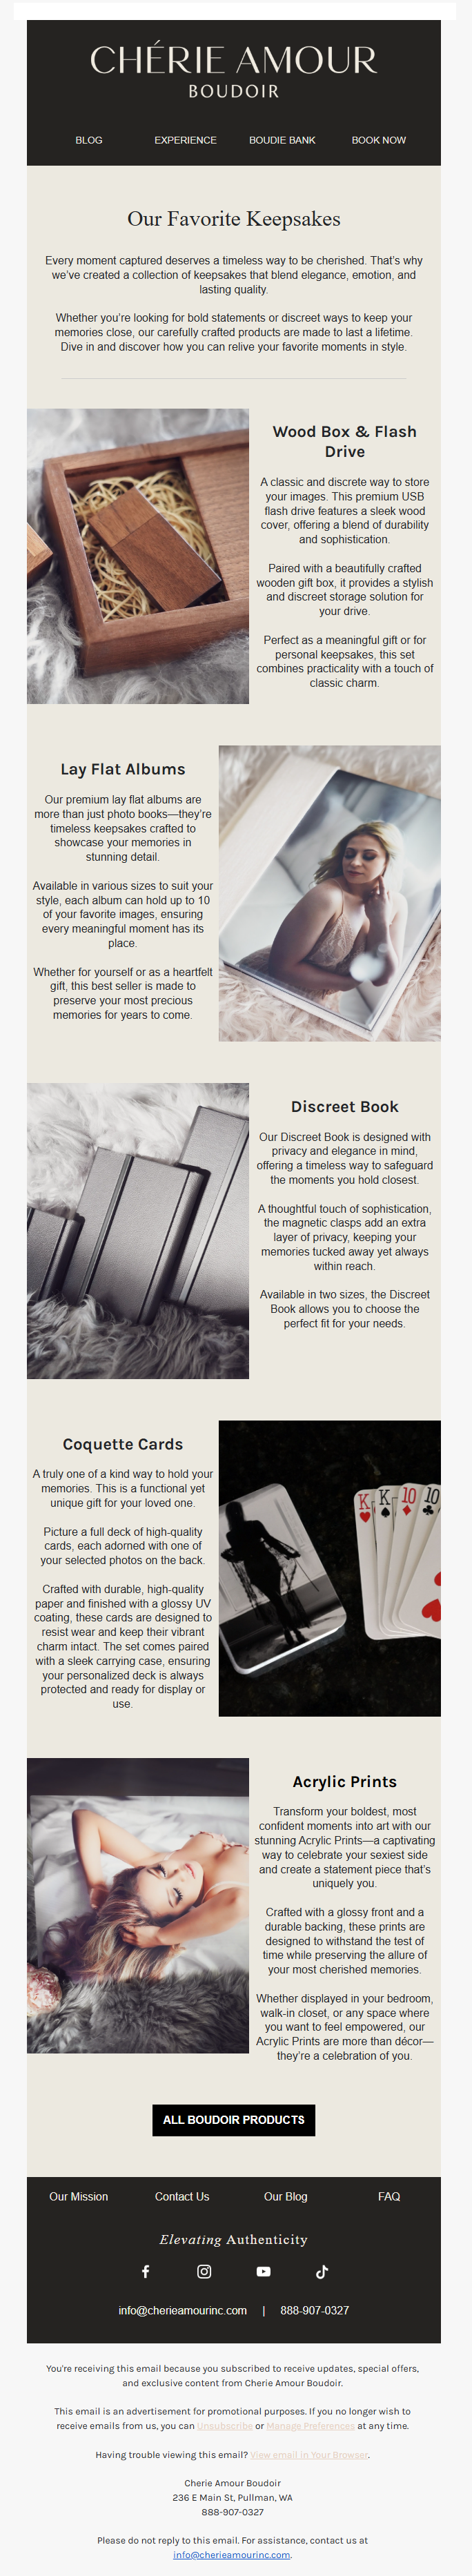 CHÉRIE AMOUR
BOUDOIR
BLOG EXPERIENCE BOUDIE BANK BOOK NOW
Our Favorite Keepsakes
Every moment captured deserves a timeless way to be cherished. That's why
we've created a collection of keepsakes that blend elegance, emotion, and
lasting quality.
Whether you're looking for bold statements or discreet ways to keep your
memories close, our carefully crafted products are made to last a lifetime.
Dive in and discover how you can relive your favorite moments in style.
Wood Box & Flash
Drive
A classic and discrete way to store
your images. This premium USB
flash drive features a sleek wood
cover, offering a blend of durability
and sophistication.
Paired with a beautifully crafted
wooden gift box, it provides a stylish
and discreet storage solution for
your drive.
Perfect as a meaningful gift or for
personal keepsakes, this set
combines practicality with a touch of
classic charm.
Lay Flat Albums
Our premium lay flat albums are
more than just photo books—they're
timeless keepsakes crafted to
showcase your memories in
stunning detail.
Available in various sizes to suit your
style, each album can hold up to 10
of your favorite images, ensuring
every meaningful moment has its
place.
Whether for yourself or as a heartfelt
gift, this best seller is made to
preserve your most precious
memories for years to come.
Discreet Book
Our Discreet Book is designed with
privacy and elegance in mind,
offering a timeless way to safeguard
the moments you hold closest.
A thoughtful touch of sophistication,
the magnetic clasps add an extra
layer of privacy, keeping your
memories tucked away yet always
within reach.
Available in two sizes, the Discreet
Book allows you to choose the
perfect fit for your needs.
Coquette Cards
A truly one of a kind way to hold your
memories. This is a functional yet
unique gift for your loved one.
Picture a full deck of high-quality
cards, each adorned with one of
your selected photos on the back.
Crafted with durable, high-quality
paper and finished with a glossy UV
coating, these cards are designed to
resist wear and keep their vibrant
charm intact. The set comes paired
with a sleek carrying case, ensuring
your personalized deck is always
protected and ready for display or
use.
K K 10 10
Acrylic Prints
Transform your boldest, most
confident moments into art with our
stunning Acrylic Prints—a captivating
way to celebrate your sexiest side
and create a statement piece that's
uniquely you.
Crafted with a glossy front and a
durable backing, these prints are
designed to withstand the test of
time while preserving the allure of
your most cherished memories.
Whether displayed in your bedroom,
walk-in closet, or any space where
you want to feel empowered, our
Acrylic Prints are more than décor—
they're a celebration of you.
ALL BOUDOIR PRODUCTS
Our Mission Contact Us Our Blog FAQ
Elevating Authenticity
info@cherieamourinc.com | 888-907-0327
You're receiving this email because you subscribed to receive updates, special offers,
and exclusive content from Cherie Amour Boudoir.
This email is an advertisement for promotional purposes. If you no longer wish to
receive emails from us, you can Unsubscribe or Manage Preferences at any time.
Having trouble viewing this email? View email in Your Browser.
Cherie Amour Boudoir
236 E Main St, Pullman, WA
888-907-0327
Please do not reply to this email. For assistance, contact us at
info@cherieamourinc.com.